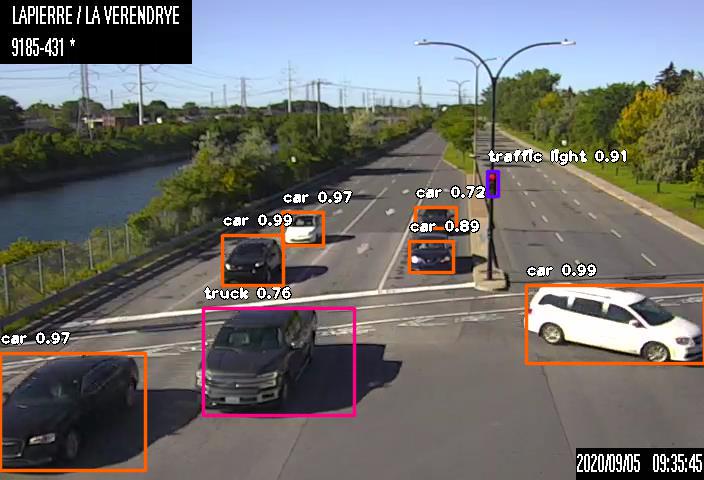 LAPIERRE / LA VERENDRYE
9185-431 *
traffic light 0.91
car 0.97
car 0.72
car 0.99
car 0.89
car 0.99
truck 0.76
car 0.97
2020/09/05 09:35:45